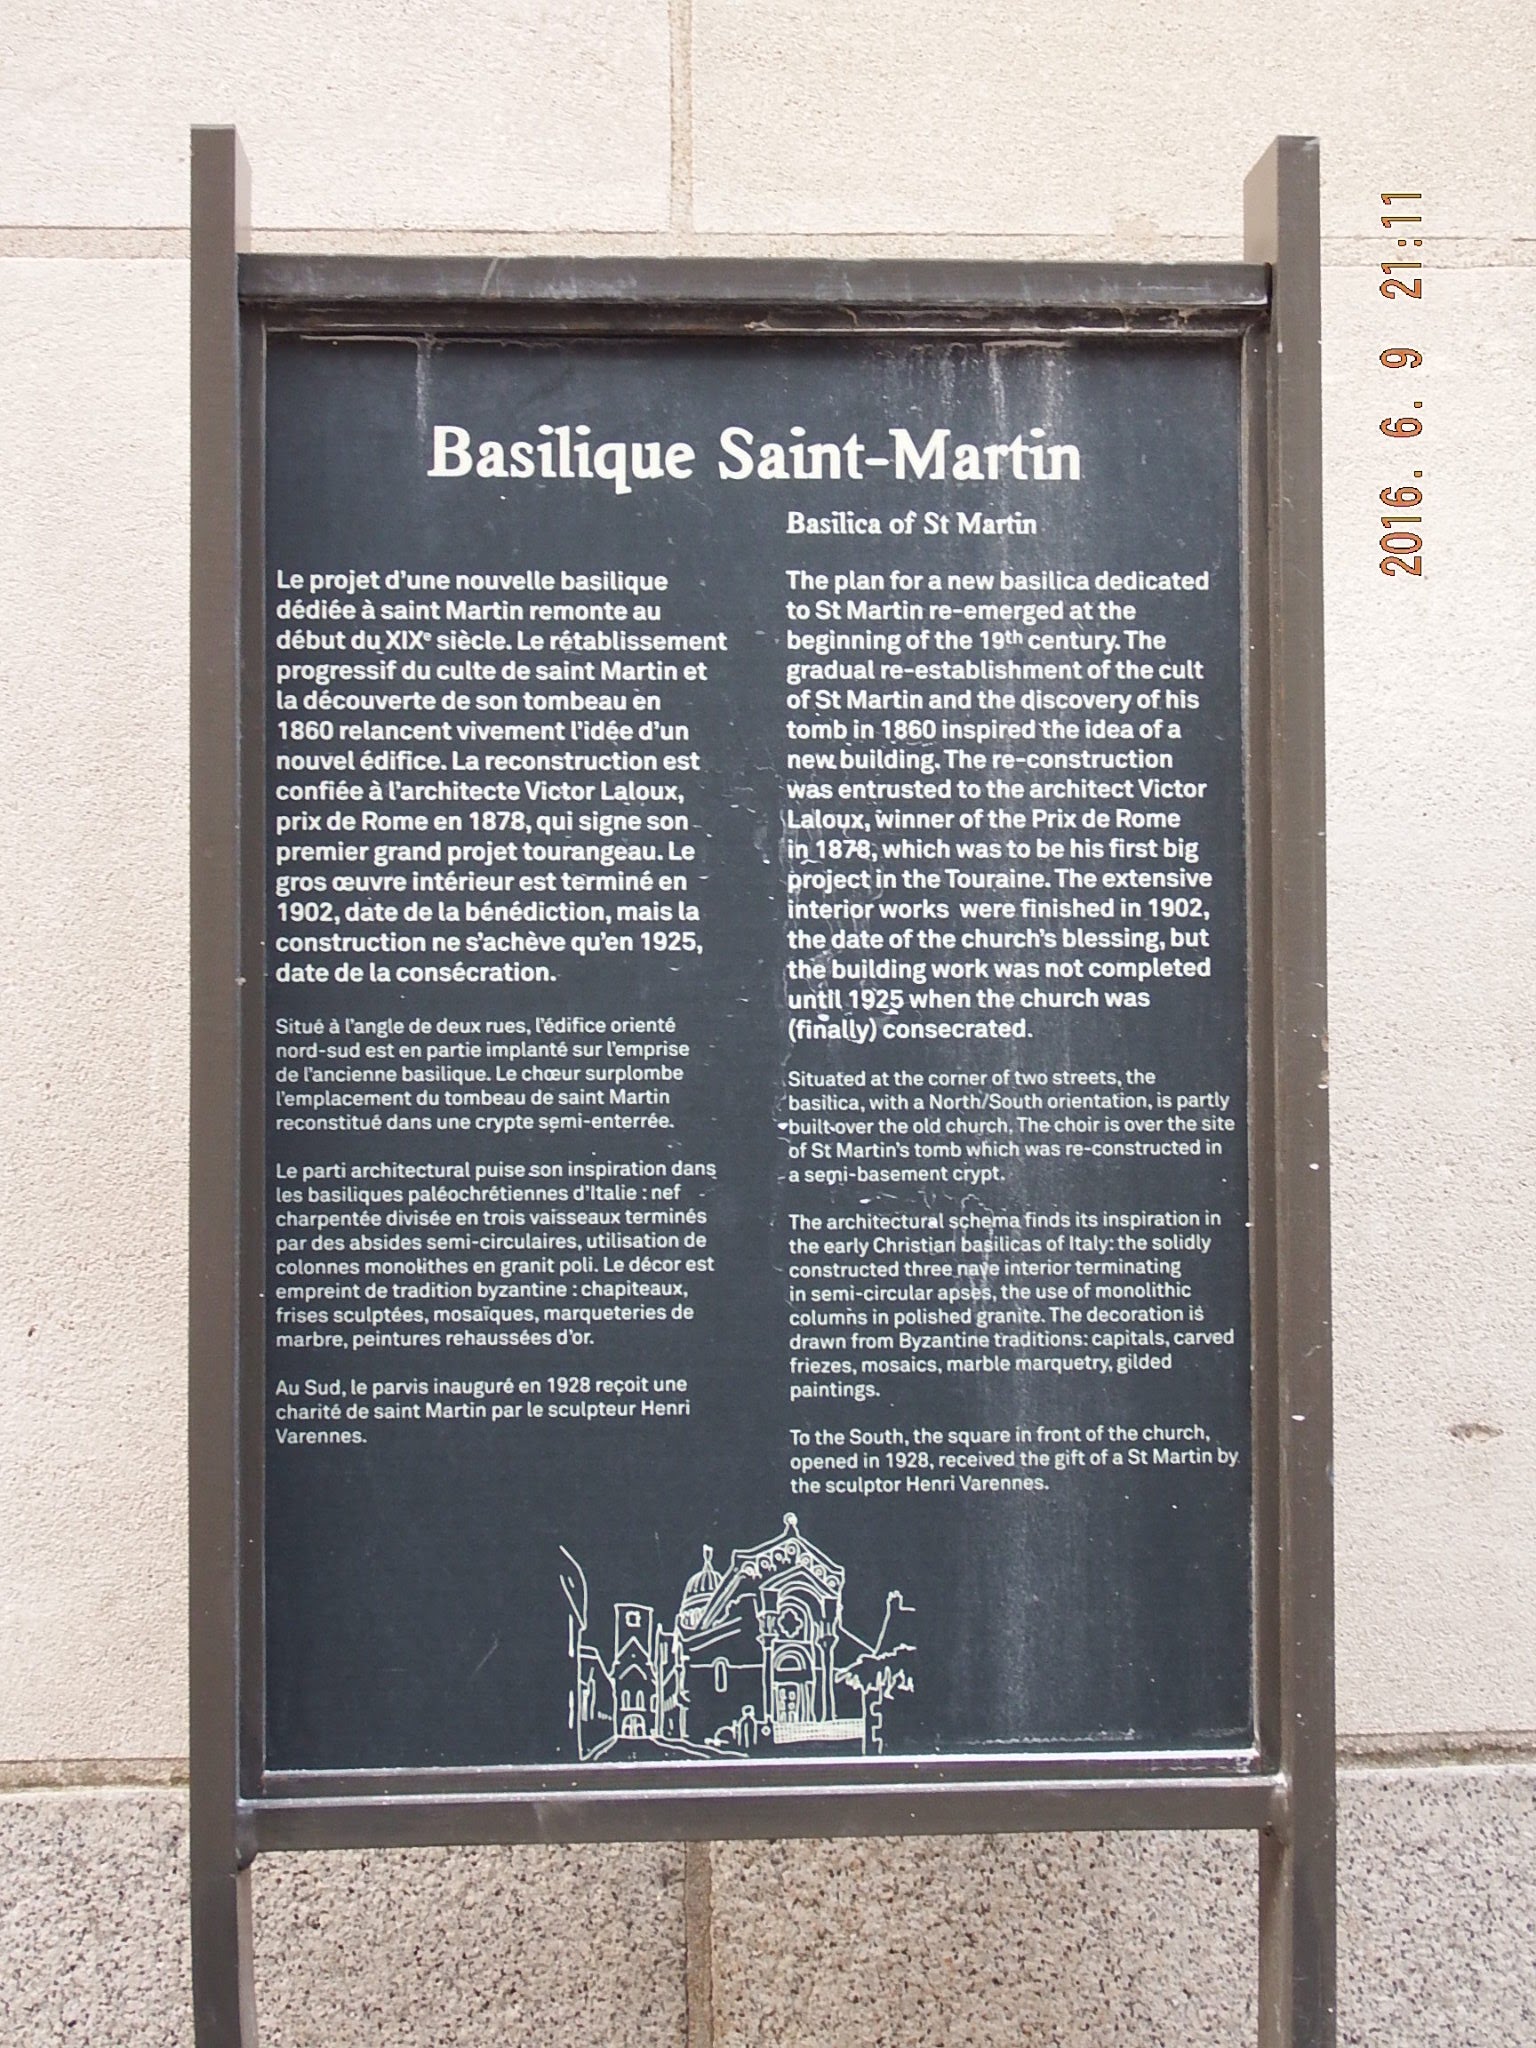 Basilique Saint-Martin
Le projet d'une nouvelle basilique
dédiée à saint Martin remonte au
début du XIXe siècle. Le rétablissement
progressif du culte de saint Martin et
la découverte de son tombeau en
1860 relancent vivement l'idée d'un
nouvel édifice. La reconstruction est
confiée à l'architecte Victor Laloux,
prix de Rome en 1878, qui signe son
premier grand projet tourangeau. Le
gros œuvre intérieur est terminé en
1902, date de la bénédiction, mais la
construction ne s'achève qu'en 1925,
date de la consécration.
Situé à l'angle de deux rues, l'édifice orienté
nord-sud est en partie implanté sur l'emprise
de l'ancienne basilique. Le chœur surplombe
l'emplacement du tombeau de saint Martin
reconstitué dans une crypte semi-enterrée.
Le parti architectural puise son inspiration dans
les basiliques paléochrétiennes d'Italie : nef
charpentée divisée en trois vaisseaux terminés
par des absides semi-circulaires, utilisation de
colonnes monolithes en granit poli. Le décor est
empreint de tradition byzantine : chapiteaux,
frises sculptées, mosaïques, marqueteries de
marbre, peintures rehaussées d'or.
Au Sud, le parvis inauguré en 1928 reçoit une
charité de saint Martin par le sculpteur Henri
Varennes.
Basilica of St Martin
The plan for a new basilica dedicated
to St Martin re-emerged at the
beginning of the 19th century. The
gradual re-establishment of the cult
of St Martin and the discovery of his
tomb in 1860 inspired the idea of a
new building. The re-construction
was entrusted to the architect Victor
Laloux, winner of the Prix de Rome
in 1878, which was to be his first big
project in the Touraine. The extensive
interior works were finished in 1902,
the date of the church's blessing, but
the building work was not completed
until 1925 when the church was
(finally) consecrated.
Situated at the corner of two streets, the
basilica, with a North/South orientation, is partly
built over the old church. The choir is over the site
of St Martin's tomb which was re-constructed in
a semi-basement crypt.
The architectural schema finds its inspiration in
the early Christian basilicas of Italy: the solidly
constructed three nave interior terminating
in semi-circular apses, the use of monolithic
columns in polished granite. The decoration is
drawn from Byzantine traditions: capitals, carved
friezes, mosaics, marble marquetry, gilded
paintings.
To the South, the square in front of the church,
opened in 1928, received the gift of a St Martin by
the sculptor Henri Varennes.
2016. 6. 9 21:11